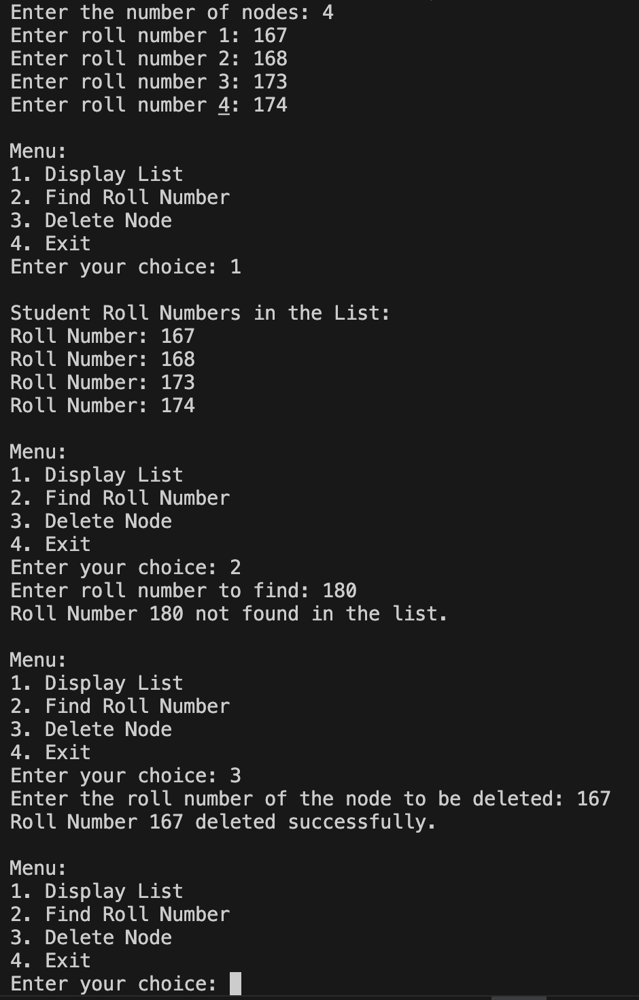 Enter the number of nodes: 4
Enter roll number 1: 167
Enter roll number 2: 168
Enter roll number 3: 173
Enter roll number 4: 174
Menu:
1. Display List
2. Find Roll Number
3. Delete Node
4. Exit
Enter your choice: 1
Student Roll Numbers in the List:
Roll Number: 167
Roll Number: 168
Roll Number: 173
Roll Number: 174
Menu:
1. Display List
2. Find Roll Number
3. Delete Node
4. Exit
Enter your choice: 2
Enter roll number to find: 180
Roll Number 180 not found in the list.
Menu:
1. Display List
2. Find Roll Number
3. Delete Node
4. Exit
Enter your choice: 3
Enter the roll number of the node to be deleted: 167
Roll Number 167 deleted successfully.
Menu:
1. Display List
2. Find Roll Number
3. Delete Node
4. Exit
Enter your choice: